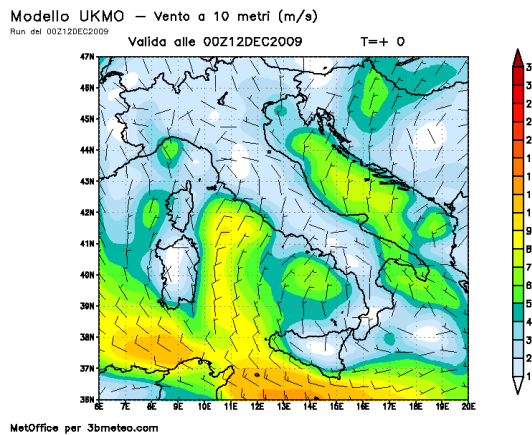 Modello UKMO – Vento a 10 metri (m/s)
Run del 00Z12DEC2009
Valida alle 00Z12DEC2009 T=+ 0
47N
46N
45N
44N
43N
42N
41N
40N
39N
38N
37N
36N
6E 7E 8E 9E 10E 11E 12E 13E 14E 15E 16E 17E 18E 19E 20E
9
8
7
6
5
4
3
2
1
MetOffice per 3bmeteo.com